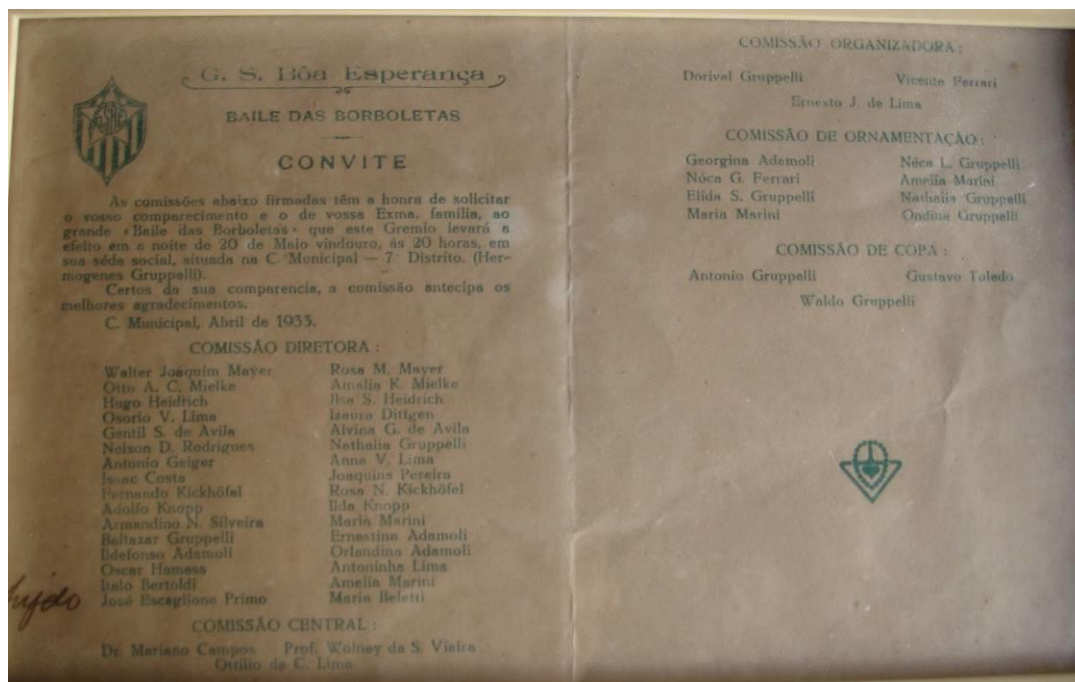 G. S. Bôa Esperança
GSBE
BAILE DAS BORBOLETAS
CONVITE
As comissões abaixo firmadas têm a honra de solicitar
o vosso comparecimento e o de vossa Exma. familia, ao
grande «Baile das Borboletas» que este Gremio levará a
efeito em a noite de 20 de Maio vindouro, ás 20 horas, em
sua séde social, situada na C. Municipal — 7 Distrito. (Her-
mogenes Gruppelli).
Certos da sua comparencia, a comissão antecipa os
melhores agradecimentos.
C. Municipal, Abril de 1933.
COMISSÃO DIRETORA :
Walter Joaquim Mayer Rosa M. Mayer
Otto A. C. Mielke Amalia K. Mielke
Hugo Heidrich Ilsa S. Heidrich
Osorio V. Lima Izaura Dittgen
Gentil S. de Avila Alvina G. de Avila
Nelson D. Rodrigues Nathalia Gruppelli
Antonio Geiger Anna V. Lima
Isaac Costa Joaquina Pereira
Fernando Kickhöfel Rosa N. Kickhöfel
Adolfo Knopp Ilda Knopp
Armandino N. Silveira Maria Marini
Baltazar Gruppelli Ernestina Adamoli
Ildefonso Adamoli Orlandina Adamoli
Oscar Hamess Antoninha Lima
Italo Bertoldi Amelia Marini
José Escaglione Primo Maria Beletti
COMISSÃO CENTRAL :
Dr. Mariano Campos Prof. Wolney da S. Vieira
Ottilio de C. Lima
COMISSÃO ORGANIZADORA :
Dorival Gruppelli Vicente Ferrari
Ernesto J. de Lima
COMISSÃO DE ORNAMENTAÇÃO :
Georgina Ademoli Néca L. Gruppelli
Nóca G. Ferrari Amelia Marini
Elida S. Gruppelli Nathalia Gruppelli
Maria Marini Ondina Gruppelli
COMISSÃO DE COPA :
Antonio Gruppelli Gustavo Toledo
Waldo Gruppelli